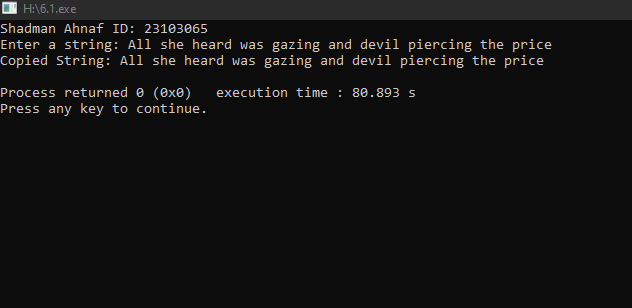 H:\6.1.exe
Shadman Ahnaf ID: 23103065
Enter a string: All she heard was gazing and devil piercing the price
Copied String: All she heard was gazing and devil piercing the price
Process returned 0 (0x0)   execution time : 80.893 s
Press any key to continue.